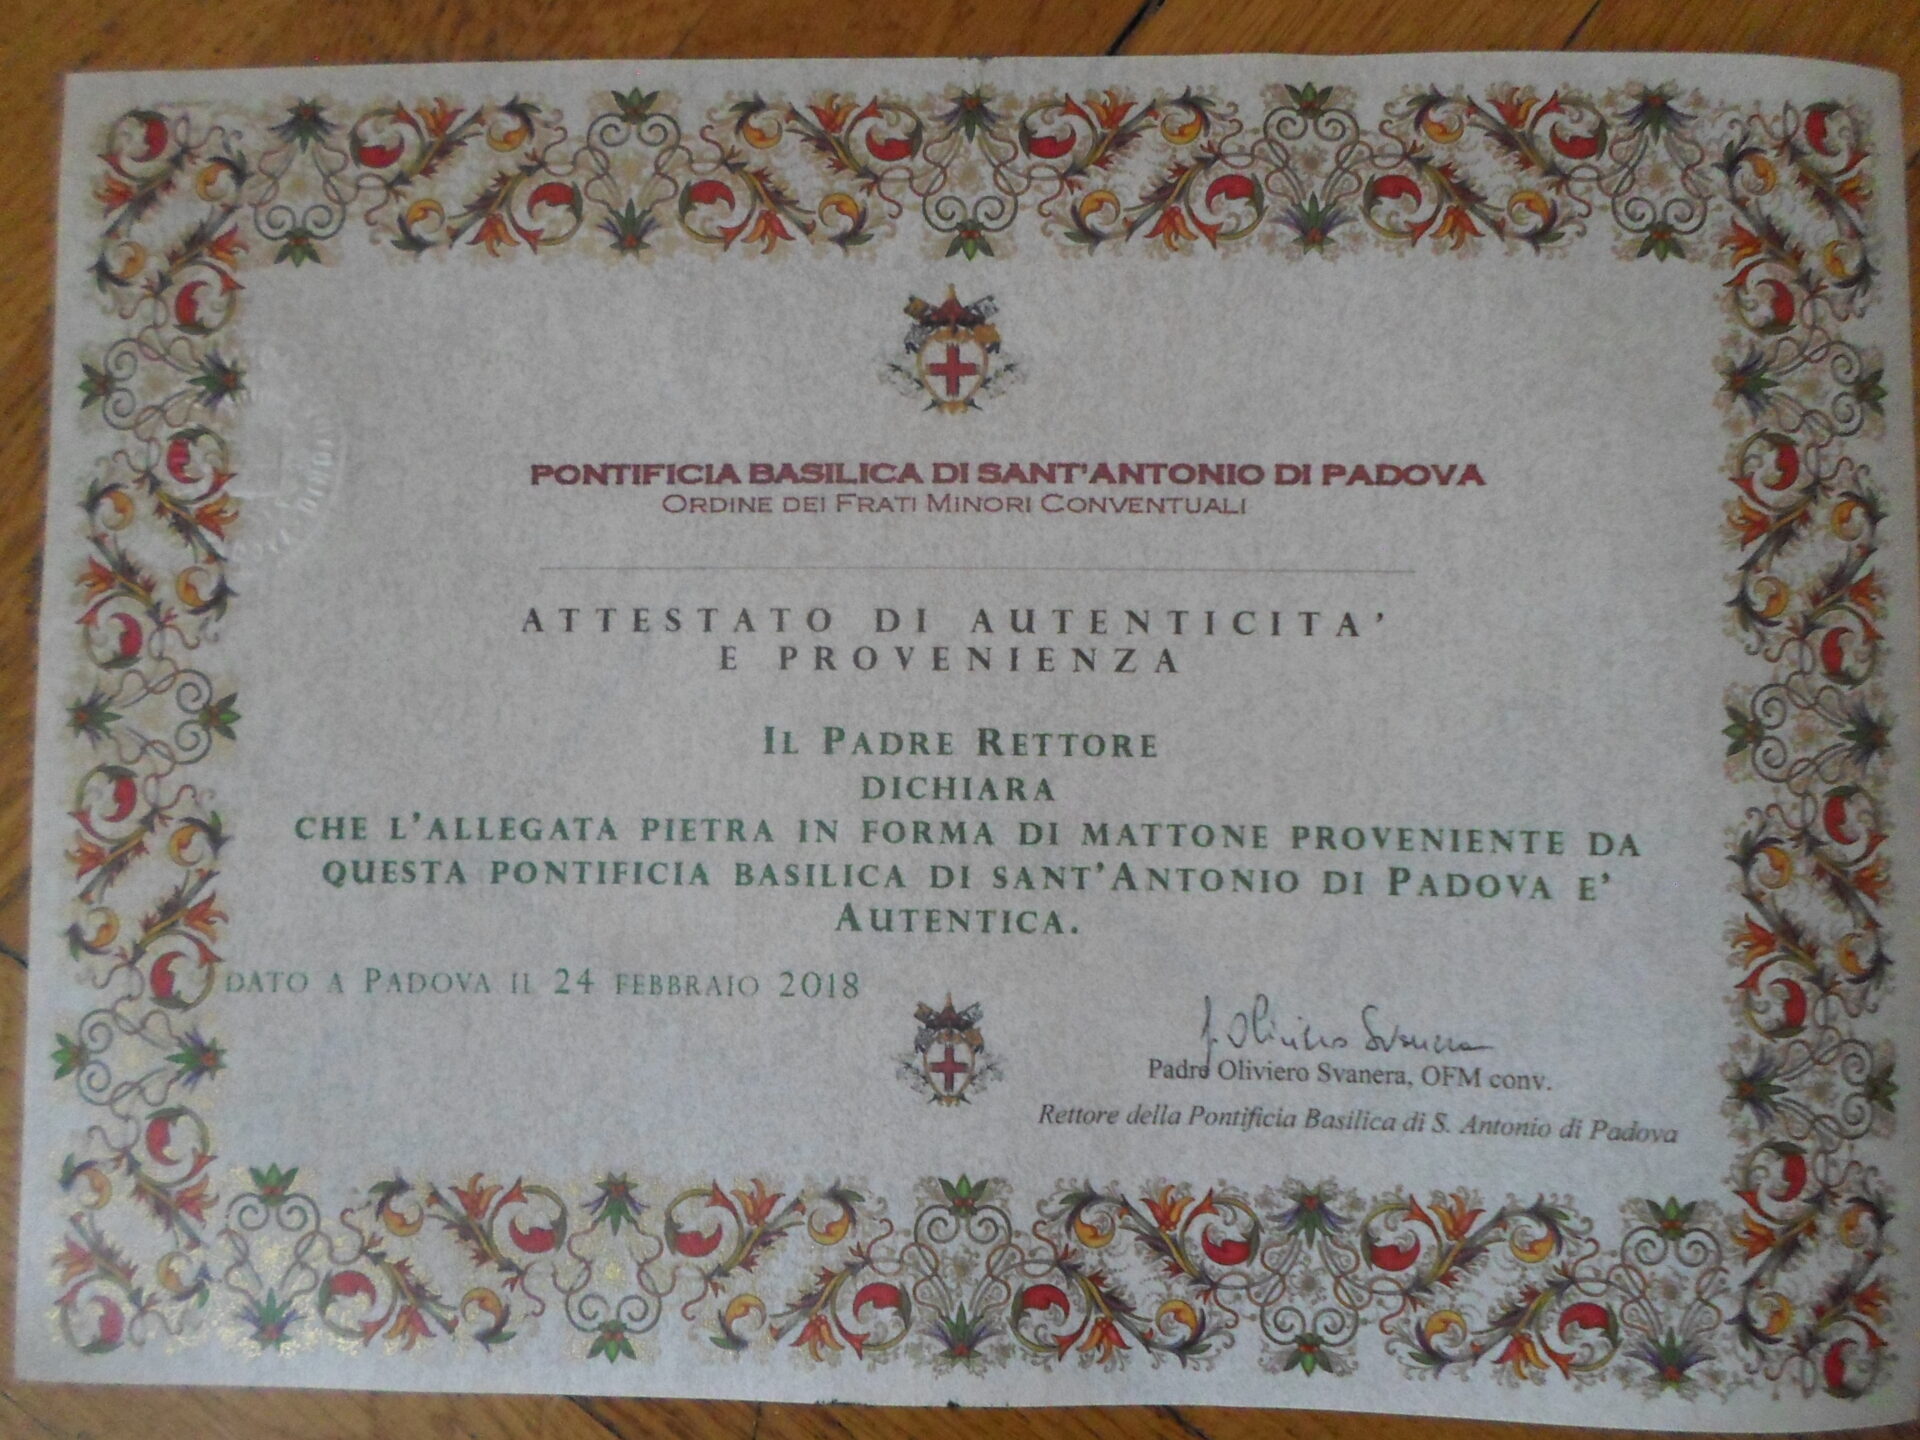 PONTIFICIA BASILICA DI SANT'ANTONIO DI PADOVA
ORDINE DEI FRATI MINORI CONVENTUALI
ATTESTATO DI AUTENTICITA'
E PROVENIENZA
IL PADRE RETTORE
DICHIARA
CHE L'ALLEGATA PIETRA IN FORMA DI MATTONE PROVENIENTE DA
QUESTA PONTIFICIA BASILICA DI SANT'ANTONIO DI PADOVA E'
AUTENTICA.
DATO A PADOVA IL 24 FEBBRAIO 2018
f. Oliviero Svanera
Padre Oliviero Svanera, OFM conv.
Rettore della Pontificia Basilica di S. Antonio di Padova